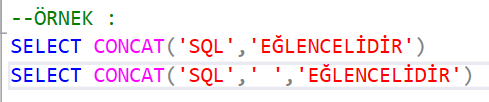 --ÖRNEK :
SELECT CONCAT('SQL','EĞLENCELİDİR')
SELECT CONCAT('SQL',' ','EĞLENCELİDİR')